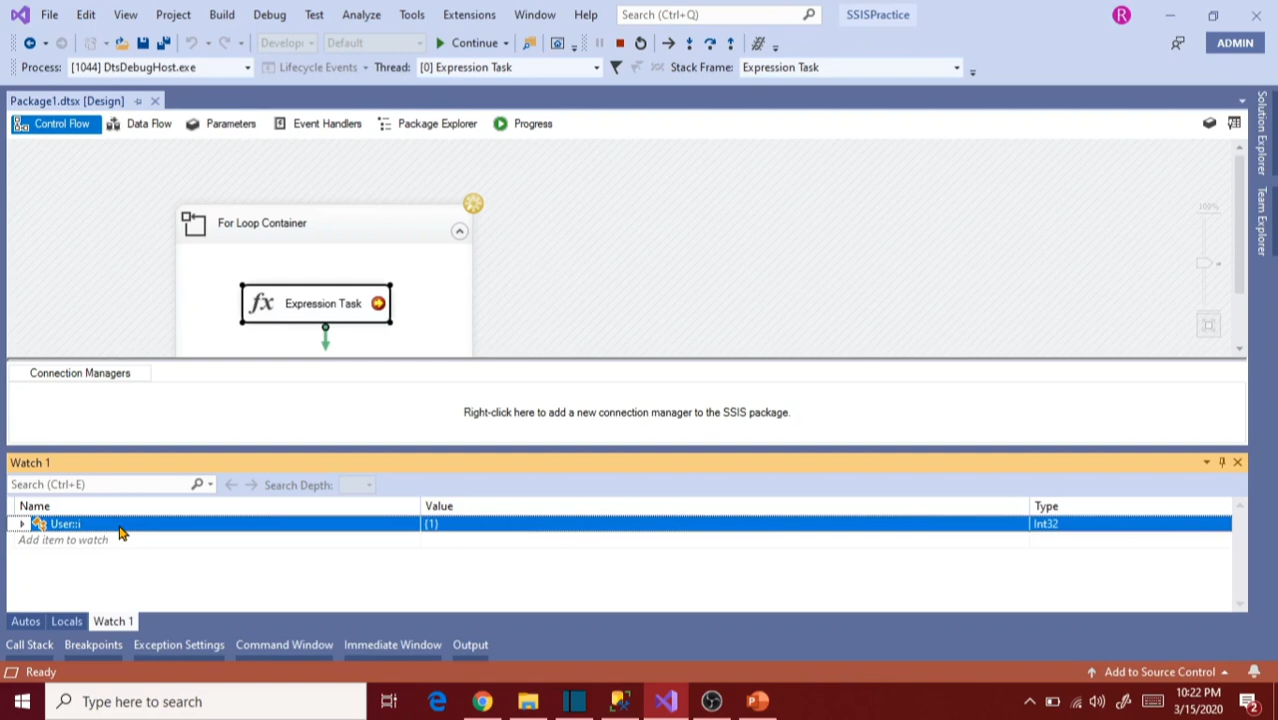 File Edit View Project Build Debug Test Analyze Tools Extensions Window Help Search (Ctrl+Q) SSISPractice R
Developi Default Continue ADMIN
Process: [1044] DtsDebugHost.exe Lifecycle Events Thread: [0] Expression Task Stack Frame: Expression Task
Package1.dtsx [Design]
Control Flow Data Flow Parameters Event Handlers Package Explorer Progress
Solution Explorer
Team Explorer
100%
For Loop Container
fx Expression Task
Connection Managers
Right-click here to add a new connection manager to the SSIS package.
Watch 1
Search (Ctrl+E) Search Depth:
Name Value Type
User::i {1} Int32
Add item to watch
Autos Locals Watch 1
Call Stack Breakpoints Exception Settings Command Window Immediate Window Output
Ready Add to Source Control
Type here to search 10:22 PM
3/15/2020 2